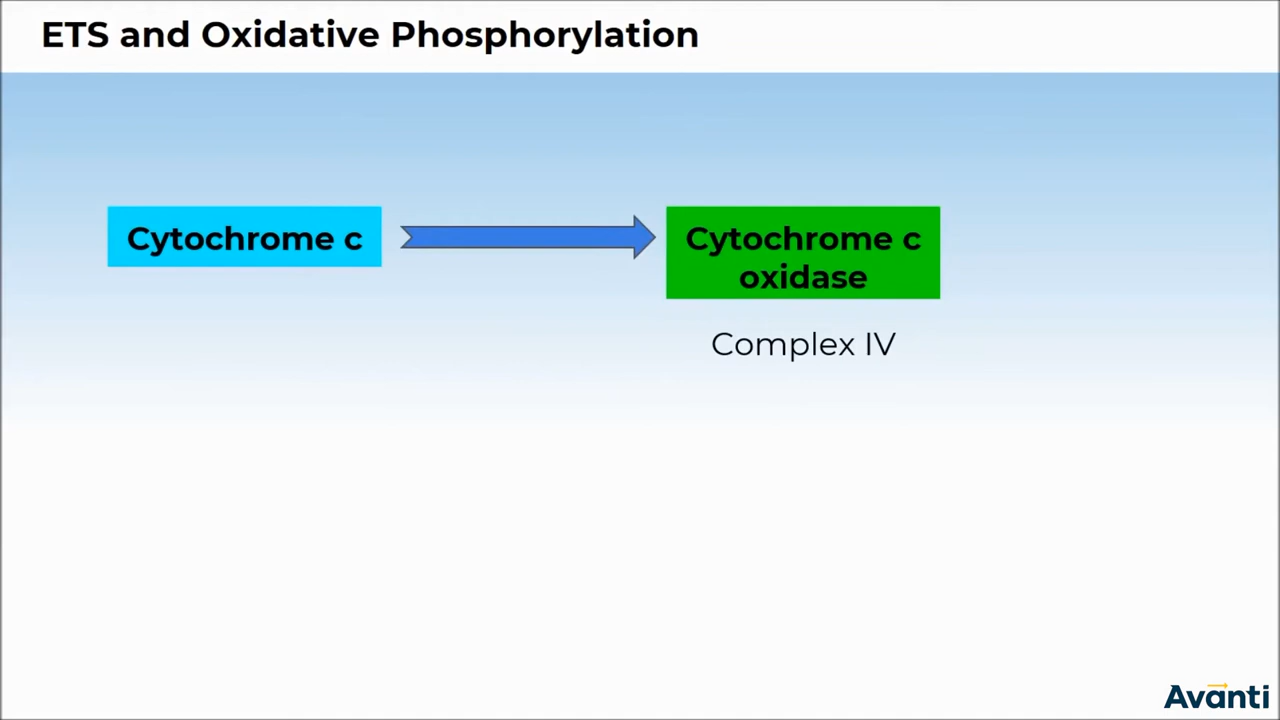 ETS and Oxidative Phosphorylation
Cytochrome c
Cytochrome c
oxidase
Complex IV
Avanti